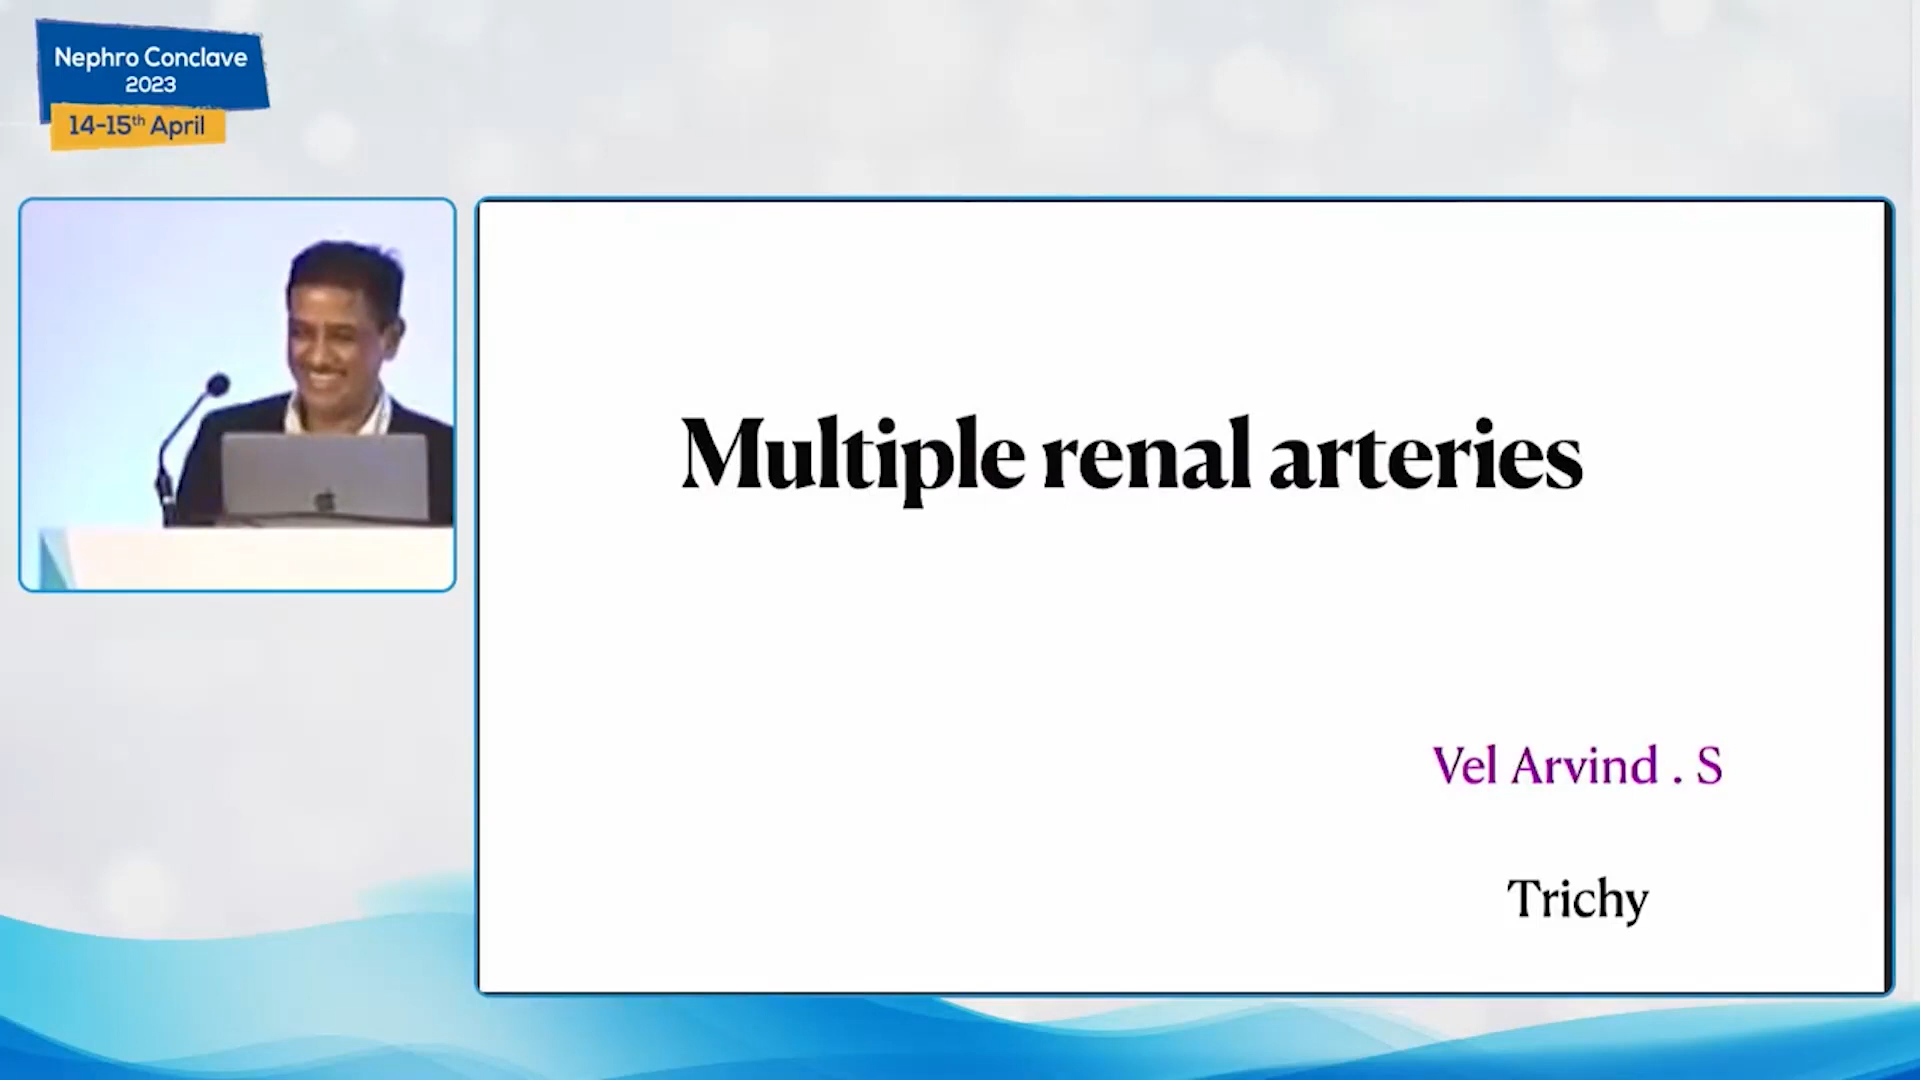 Nephro Conclave
2023
14-15th April
Multiple renal arteries
Vel Arvind . S
Trichy